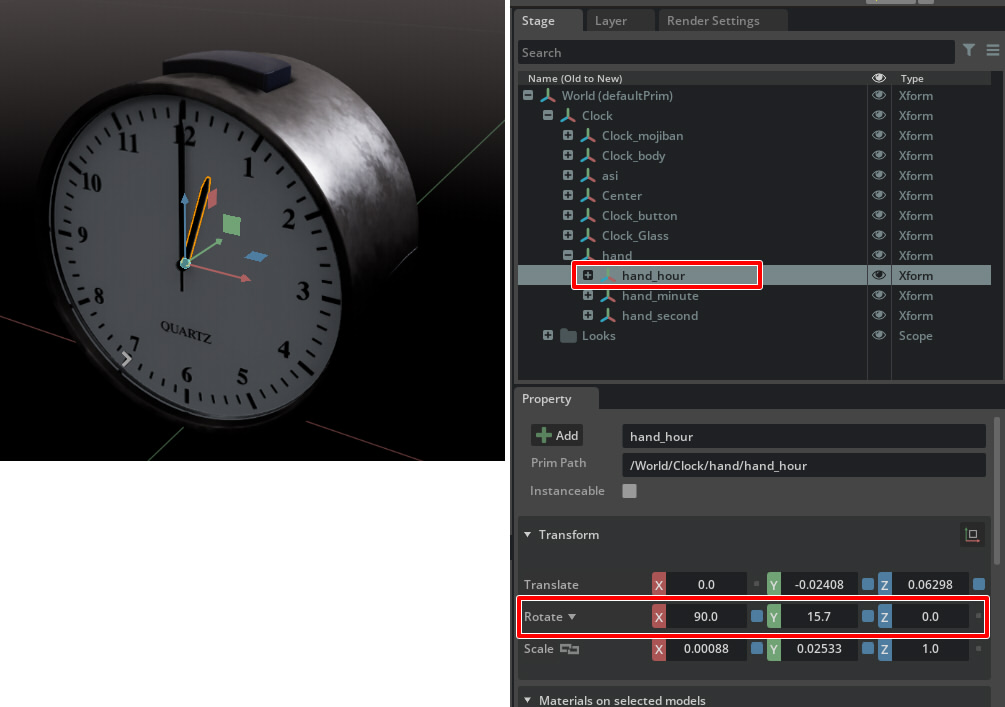 12
11
1
10
2
9
3
8
QUARTZ
7
4
6
5
Stage
Layer
Render Settings
Search
Name (Old to New) Type
World (defaultPrim) Xform
Clock Xform
Clock_mojiban Xform
Clock_body Xform
asi Xform
Center Xform
Clock_button Xform
Clock_Glass Xform
hand Xform
hand_hour Xform
hand_minute Xform
hand_second Xform
Looks Scope
Property
Add hand_hour
Prim Path /World/Clock/hand/hand_hour
Instanceable
Transform
Translate X 0.0 Y -0.02408 Z 0.06298
Rotate X 90.0 Y 15.7 Z 0.0
Scale X 0.00088 Y 0.02533 Z 1.0
Materials on selected models